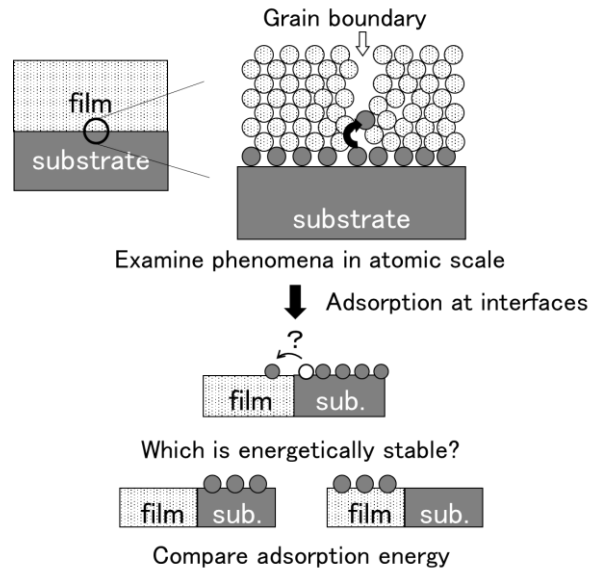 Grain boundary
film
substrate
substrate
Examine phenomena in atomic scale
Adsorption at interfaces
?
film sub.
Which is energetically stable?
film sub. film sub.
Compare adsorption energy